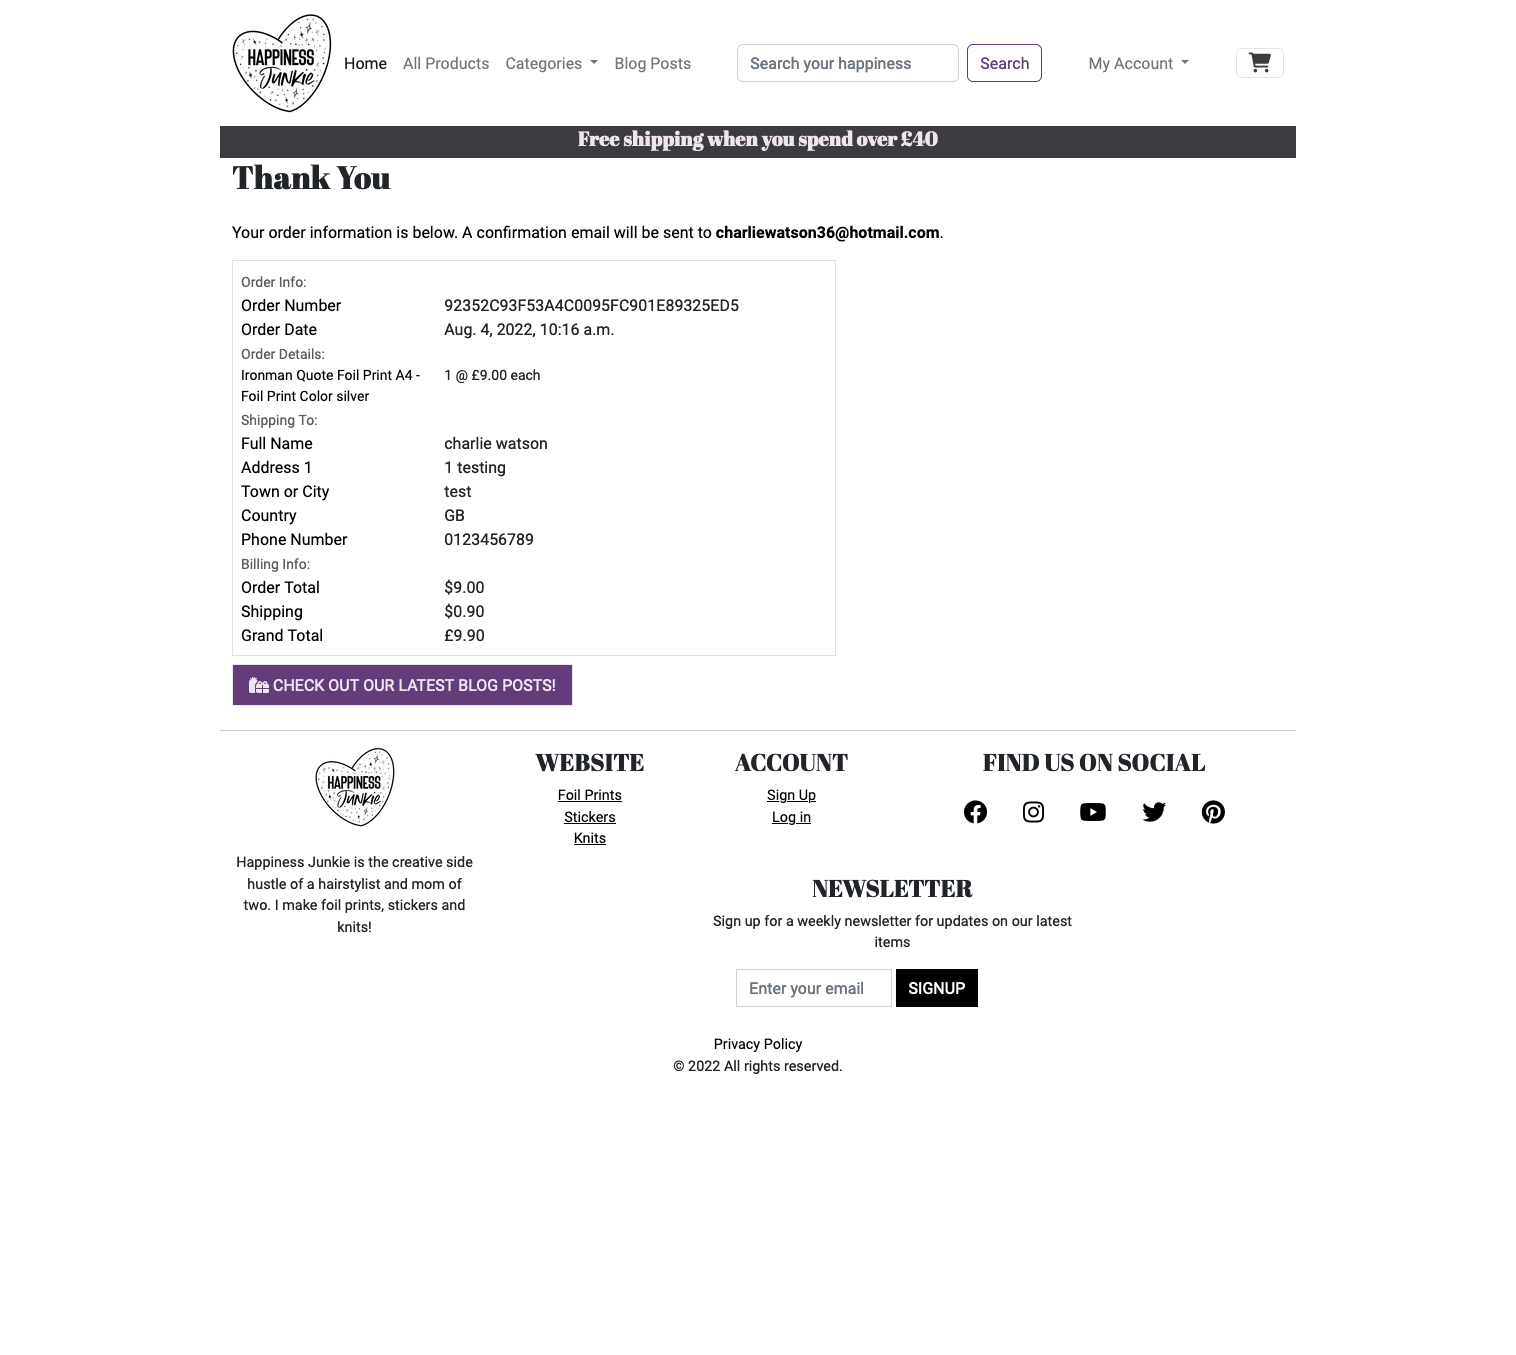 HAPPINESS
Junkie
Home All Products Categories Blog Posts Search your happiness Search My Account
Free shipping when you spend over £40
Thank You
Your order information is below. A confirmation email will be sent to charliewatson36@hotmail.com.
Order Info:
Order Number 92352C93F53A4C0095FC901E89325ED5
Order Date Aug. 4, 2022, 10:16 a.m.
Order Details:
Ironman Quote Foil Print A4 - 1 @ £9.00 each
Foil Print Color silver
Shipping To:
Full Name charlie watson
Address 1 1 testing
Town or City test
Country GB
Phone Number 0123456789
Billing Info:
Order Total $9.00
Shipping $0.90
Grand Total £9.90
CHECK OUT OUR LATEST BLOG POSTS!
HAPPINESS
Junkie
Happiness Junkie is the creative side
hustle of a hairstylist and mom of
two. I make foil prints, stickers and
knits!
WEBSITE
Foil Prints
Stickers
Knits
ACCOUNT
Sign Up
Log in
FIND US ON SOCIAL
NEWSLETTER
Sign up for a weekly newsletter for updates on our latest
items
Enter your email SIGNUP
Privacy Policy
© 2022 All rights reserved.